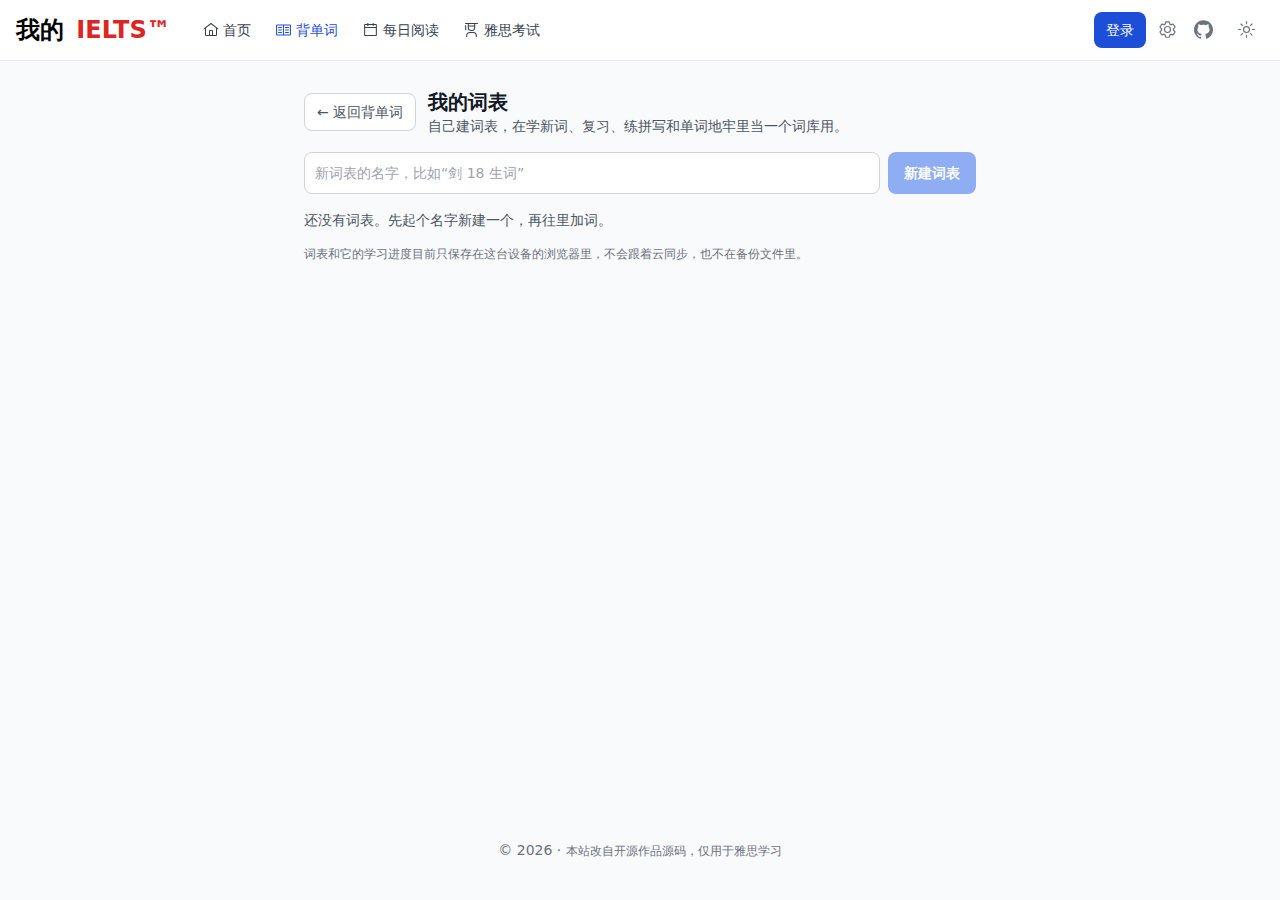 我的 IELTS™ 首页 背单词 每日阅读 雅思考试 登录
← 返回背单词
我的词表
自己建词表，在学新词、复习、练拼写和单词地牢里当一个词库用。
新词表的名字，比如“剑 18 生词” 新建词表
还没有词表。先起个名字新建一个，再往里加词。
词表和它的学习进度目前只保存在这台设备的浏览器里，不会跟着云同步，也不在备份文件里。
© 2026 · 本站改自开源作品源码，仅用于雅思学习